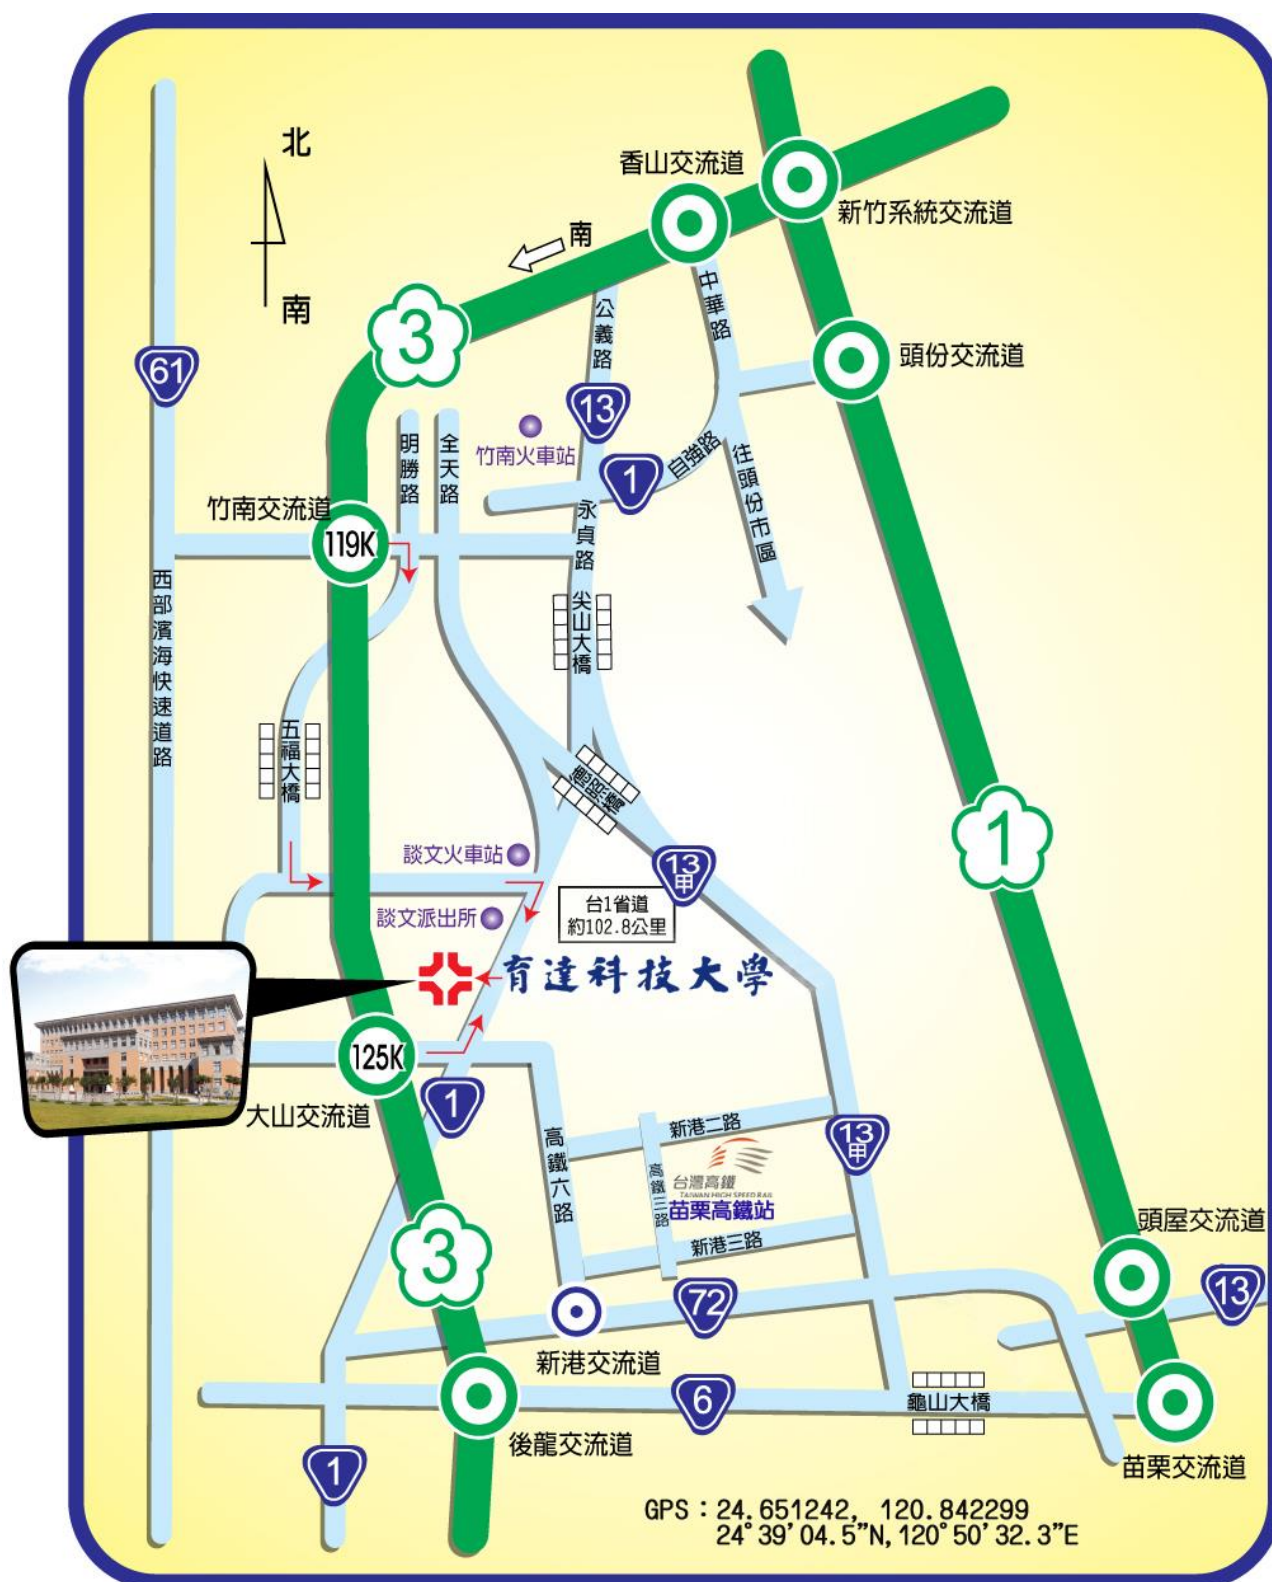 北
南
南
香山交流道
新竹系統交流道
中華路
公義路
3
61
頭份交流道
13
明勝路
全天路
竹南火車站
1
自強路
往頭份市區
竹南交流道
119K
永貞路
西部濱海快速道路
尖山大橋
五福大橋
1
談文火車站
13甲
台1省道
約102.8公里
談文派出所
育達科技大學
125K
大山交流道
1
高鐵六路
新港二路
13甲
高鐵三路
台灣高鐵
TAIWAN HIGH SPEED RAIL
苗栗高鐵站
新港三路
3
頭屋交流道
72
13
新港交流道
6
龜山大橋
後龍交流道
1
苗栗交流道
GPS：24.651242, 120.842299
24°39'04.5"N,120°50'32.3"E